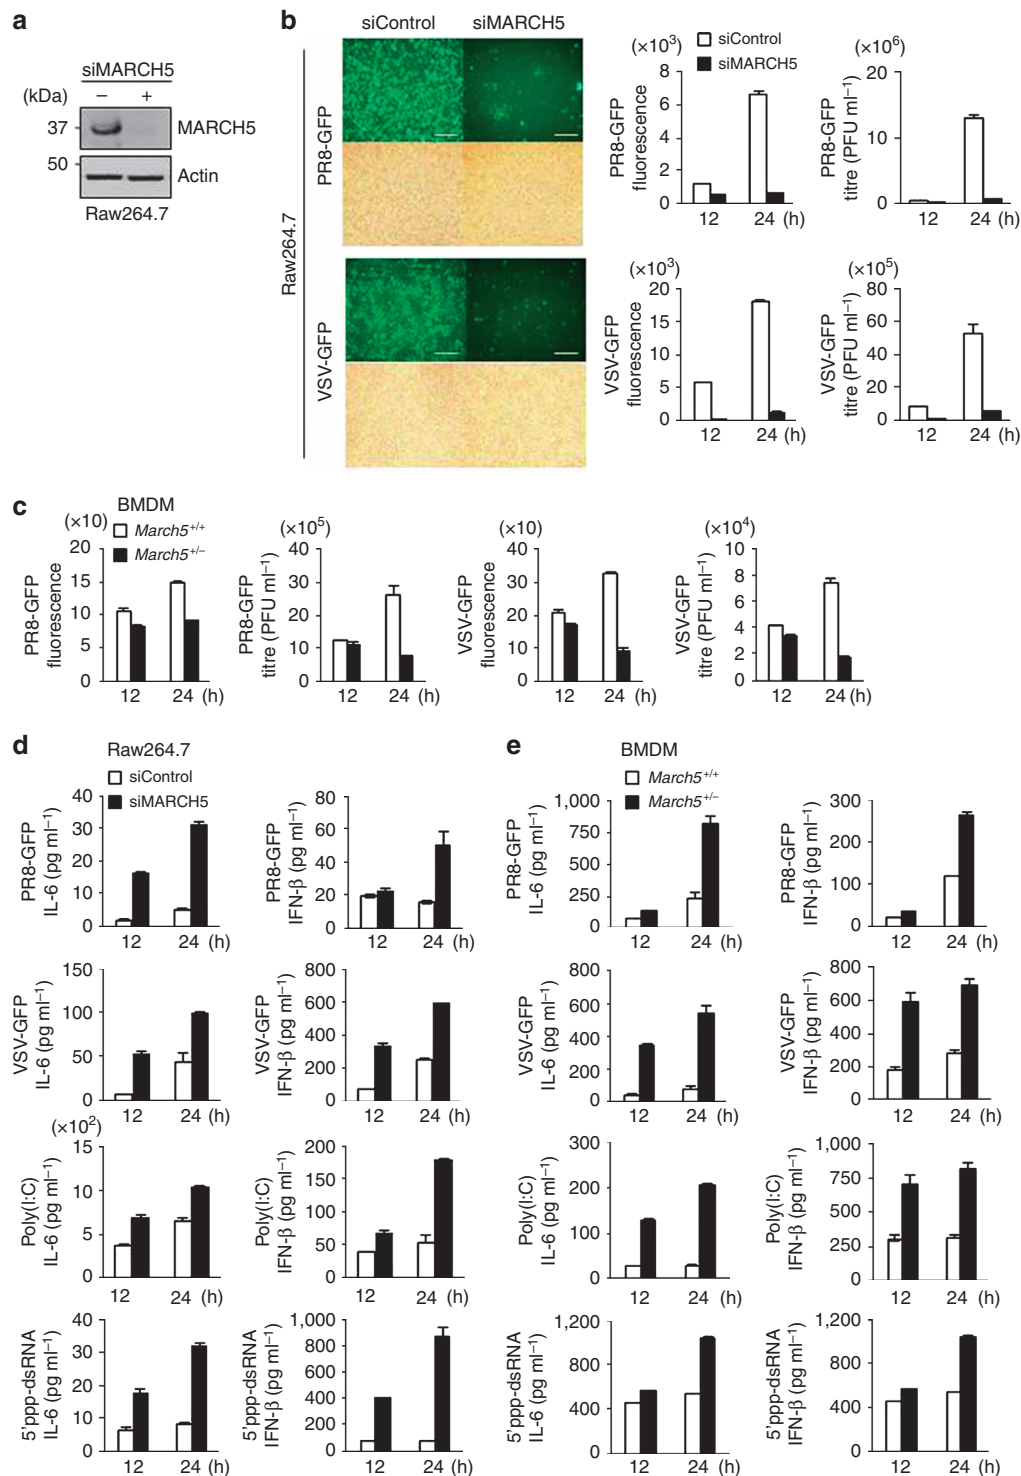 a
siMARCH5
(kDa) – +
37 MARCH5
50
Actin
Raw264.7
b
siControl siMARCH5
Raw264.7
PR8-GFP
VSV-GFP
siControl
siMARCH5
(×10³)
PR8-GFP
fluorescence
8
6
4
2
0
12 24 (h)
(×10⁶)
PR8-GFP
titre (PFU ml⁻¹)
20
10
0
12 24 (h)
(×10³)
VSV-GFP
fluorescence
20
15
10
5
0
12 24 (h)
(×10⁵)
VSV-GFP
titre (PFU ml⁻¹)
80
60
40
20
0
12 24 (h)
c
BMDM
March5⁺/⁺
March5⁺/⁻
(×10)
PR8-GFP
fluorescence
20
15
10
5
0
12 24 (h)
(×10⁵)
PR8-GFP
titre (PFU ml⁻¹)
40
20
0
12 24 (h)
(×10)
VSV-GFP
fluorescence
40
30
20
10
0
12 24 (h)
(×10⁴)
VSV-GFP
titre (PFU ml⁻¹)
10
8
6
4
2
0
12 24 (h)
d
Raw264.7
siControl
siMARCH5
PR8-GFP
IL-6 (pg ml⁻¹)
40
30
20
10
0
12 24 (h)
PR8-GFP
IFN-β (pg ml⁻¹)
80
60
40
20
0
12 24 (h)
VSV-GFP
IL-6 (pg ml⁻¹)
150
100
50
0
12 24 (h)
VSV-GFP
IFN-β (pg ml⁻¹)
800
600
400
200
0
12 24 (h)
(×10²)
Poly(I:C)
IL-6 (pg ml⁻¹)
15
10
5
0
12 24 (h)
Poly(I:C)
IFN-β (pg ml⁻¹)
200
150
100
50
0
12 24 (h)
5'ppp-dsRNA
IL-6 (pg ml⁻¹)
40
30
20
10
0
12 24 (h)
5'ppp-dsRNA
IFN-β (pg ml⁻¹)
1,000
800
600
400
200
0
12 24 (h)
e
BMDM
March5⁺/⁺
March5⁺/⁻
PR8-GFP
IL-6 (pg ml⁻¹)
1,000
750
500
250
0
12 24 (h)
PR8-GFP
IFN-β (pg ml⁻¹)
300
200
100
0
12 24 (h)
VSV-GFP
IL-6 (pg ml⁻¹)
800
600
400
200
0
12 24 (h)
VSV-GFP
IFN-β (pg ml⁻¹)
800
600
400
200
0
12 24 (h)
Poly(I:C)
IL-6 (pg ml⁻¹)
300
200
100
0
12 24 (h)
Poly(I:C)
IFN-β (pg ml⁻¹)
1,000
750
500
250
0
12 24 (h)
5'ppp-dsRNA
IL-6 (pg ml⁻¹)
1,200
800
400
0
12 24 (h)
5'ppp-dsRNA
IFN-β (pg ml⁻¹)
1,200
800
400
0
12 24 (h)